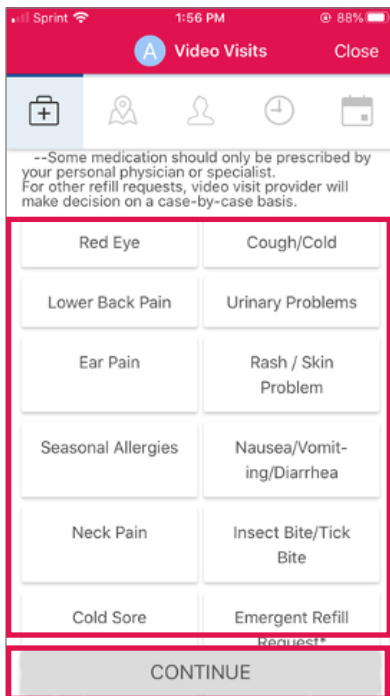 Sprint 1:56 PM 88%
A Video Visits Close
--Some medication should only be prescribed by
your personal physician or specialist.
For other refill requests, video visit provider will
make decision on a case-by-case basis.
Red Eye Cough/Cold
Lower Back Pain Urinary Problems
Ear Pain Rash / Skin
Problem
Seasonal Allergies Nausea/Vomit-
ing/Diarrhea
Neck Pain Insect Bite/Tick
Bite
Cold Sore Emergent Refill
Request*
CONTINUE